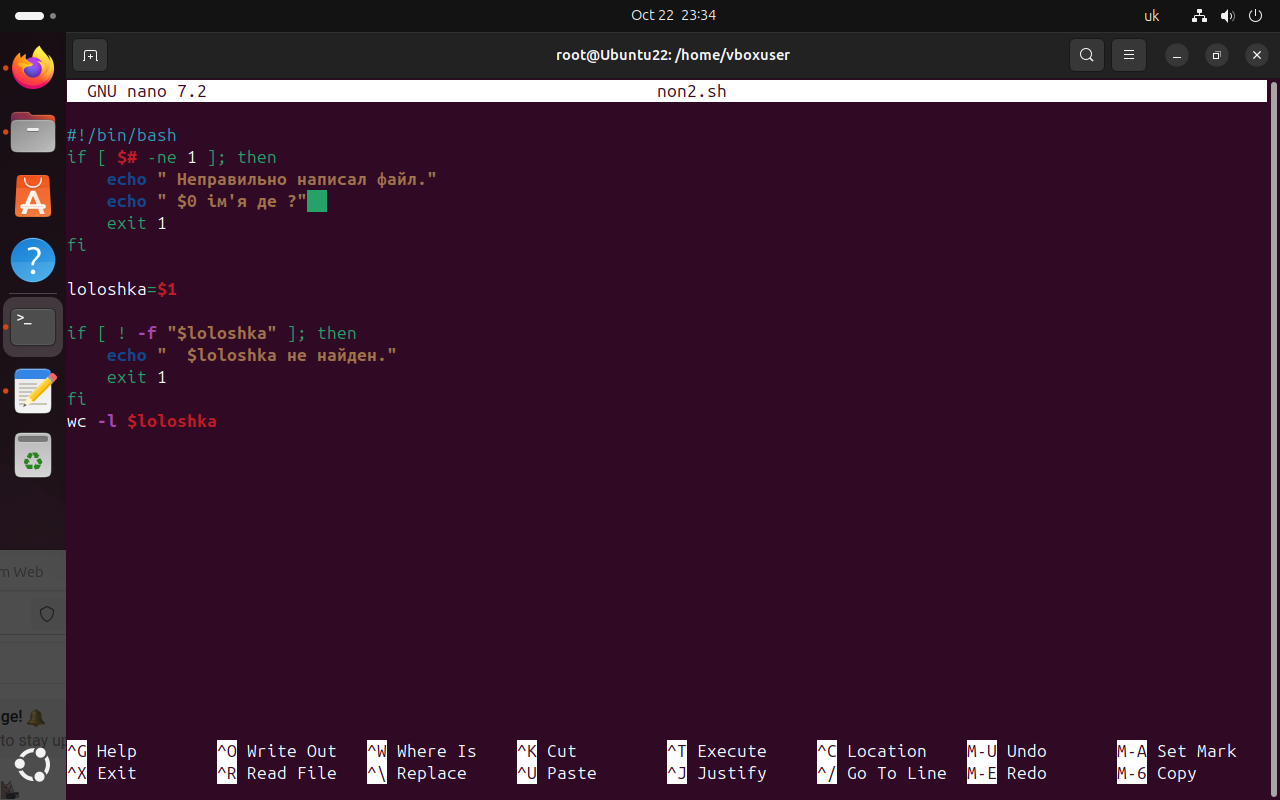 Oct 22 23:34
uk
root@Ubuntu22: /home/vboxuser
GNU nano 7.2 non2.sh
#!/bin/bash
if [ $# -ne 1 ]; then
    echo " Неправильно написал файл."
    echo " $0 ім'я де ?"
    exit 1
fi
loloshka=$1
if [ ! -f "$loloshka" ]; then
    echo "  $loloshka не найден."
    exit 1
fi
wc -l $loloshka
m Web
ge!
to stay up
^G Help ^O Write Out ^W Where Is ^K Cut ^T Execute ^C Location M-U Undo M-A Set Mark
^X Exit ^R Read File ^\ Replace ^U Paste ^J Justify ^/ Go To Line M-E Redo M-6 Copy